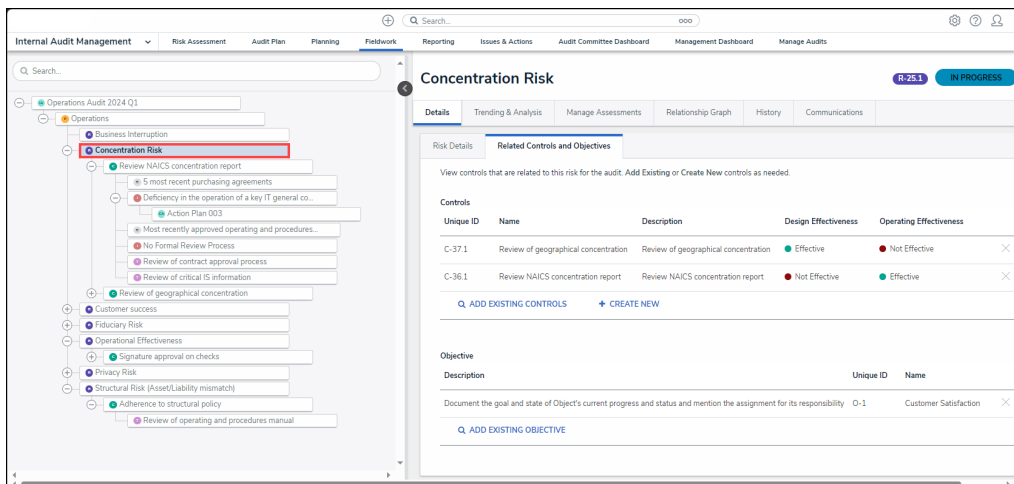 Search...
Internal Audit Management
Risk Assessment
Audit Plan
Planning
Fieldwork
Reporting
Issues & Actions
Audit Committee Dashboard
Management Dashboard
Manage Audits
Search...
Operations Audit 2024 Q1
Operations
Business Interruption
Concentration Risk
Review NAICS concentration report
5 most recent purchasing agreements
Deficiency in the operation of a key IT general co...
Action Plan 003
Most recently approved operating and procedures...
No Formal Review Process
Review of contract approval process
Review of critical IS information
Review of geographical concentration
Customer success
Fiduciary Risk
Operational Effectiveness
Signature approval on checks
Privacy Risk
Structural Risk (Asset/Liability mismatch)
Adherence to structural policy
Review of operating and procedures manual
Concentration Risk
R-25.1
IN PROGRESS
Details
Trending & Analysis
Manage Assessments
Relationship Graph
History
Communications
Risk Details
Related Controls and Objectives
View controls that are related to this risk for the audit. Add Existing or Create New controls as needed.
Controls
Unique ID Name Description Design Effectiveness Operating Effectiveness
C-37.1 Review of geographical concentration Review of geographical concentration Effective Not Effective
C-36.1 Review NAICS concentration report Review NAICS concentration report Not Effective Effective
ADD EXISTING CONTROLS + CREATE NEW
Objective
Description Unique ID Name
Document the goal and state of Object's current progress and status and mention the assignment for its responsibility O-1 Customer Satisfaction
ADD EXISTING OBJECTIVE